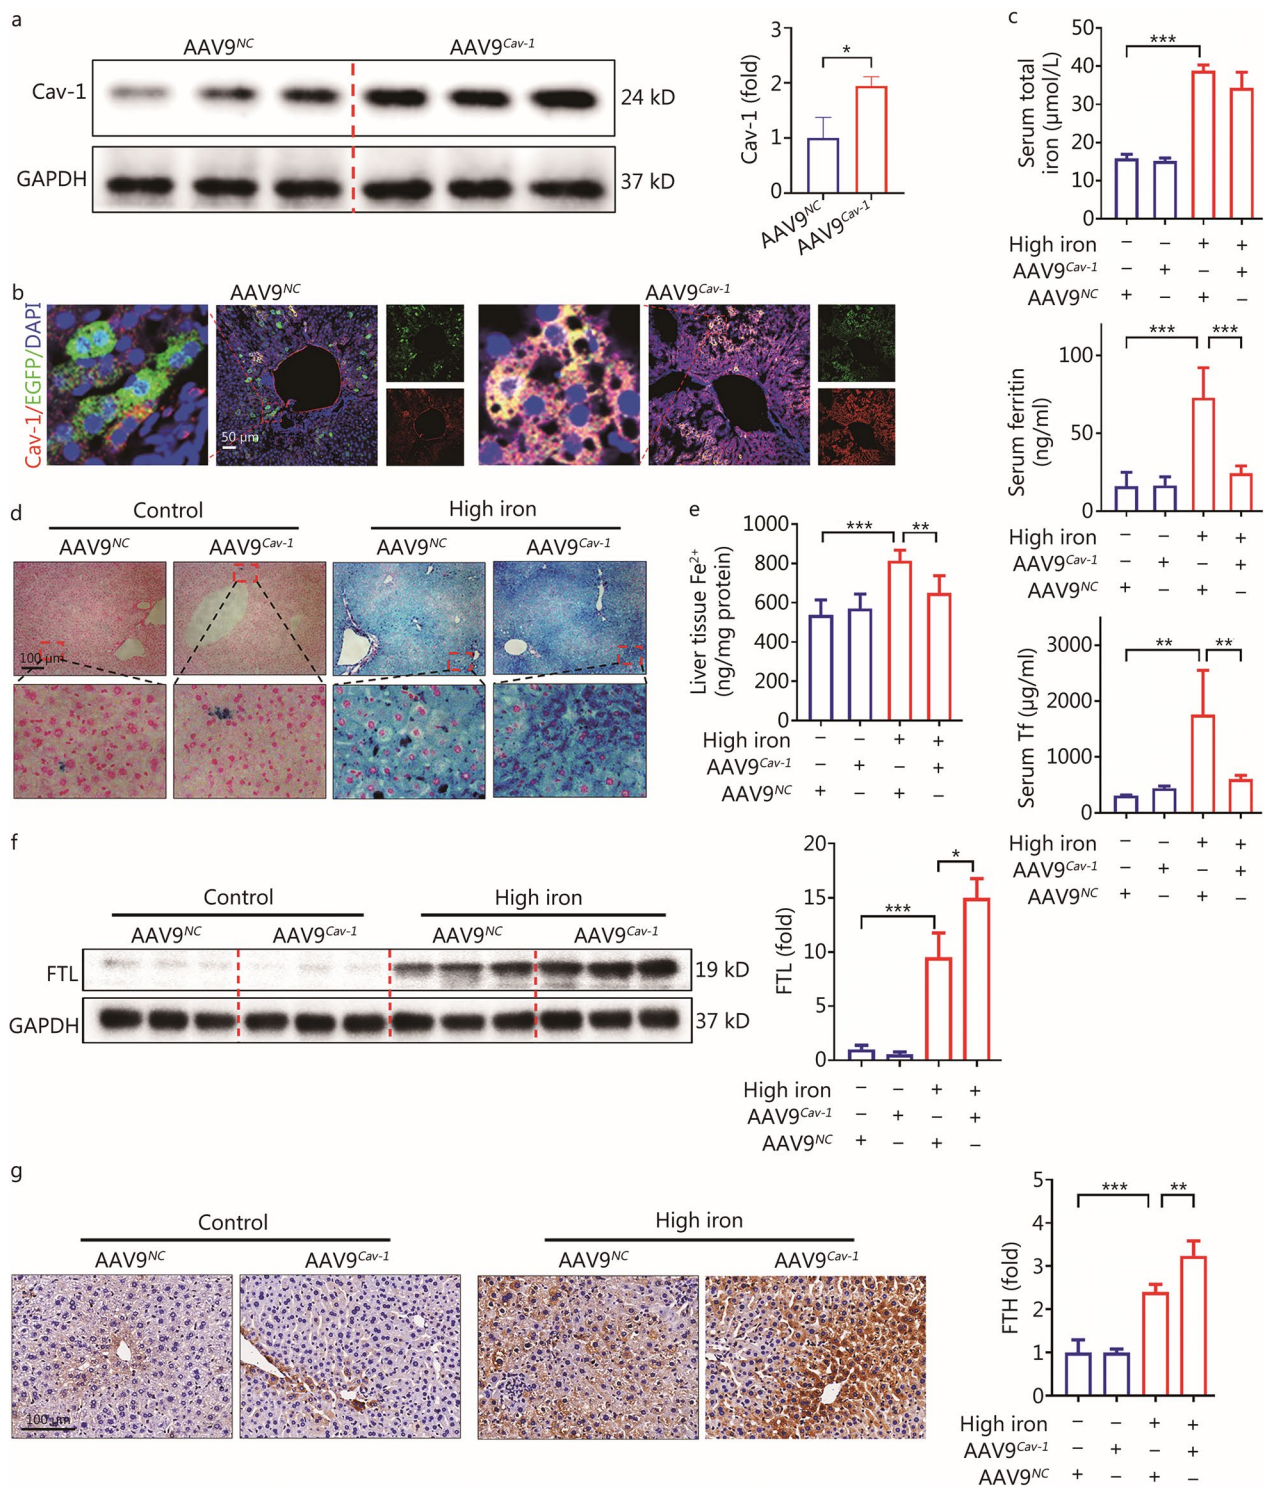 a
AAV9NC AAV9Cav-1
Cav-1 24 kD
GAPDH 37 kD
Cav-1 (fold)
3
2
1
0
*
AAV9NC AAV9Cav-1
c
Serum total
iron (μmol/L)
50
40
30
20
10
0
***
High iron − − + +
AAV9Cav-1 − + − +
AAV9NC + − + −
Serum ferritin
(ng/ml)
100
50
0
*** ***
High iron − − + +
AAV9Cav-1 − + − +
AAV9NC + − + −
Serum Tf (μg/ml)
3000
2000
1000
0
** **
High iron − − + +
AAV9Cav-1 − + − +
AAV9NC + − + −
b
AAV9NC AAV9Cav-1
Cav-1/EGFP/DAPI
50 μm
d
Control High iron
AAV9NC AAV9Cav-1 AAV9NC AAV9Cav-1
100 μm
e
Liver tissue Fe2+
(ng/mg protein)
1000
800
600
400
200
0
*** **
High iron − − + +
AAV9Cav-1 − + − +
AAV9NC + − + −
f
Control High iron
AAV9NC AAV9Cav-1 AAV9NC AAV9Cav-1
FTL 19 kD
GAPDH 37 kD
FTL (fold)
20
15
10
5
0
*** *
High iron − − + +
AAV9Cav-1 − + − +
AAV9NC + − + −
g
Control High iron
AAV9NC AAV9Cav-1 AAV9NC AAV9Cav-1
100 μm
FTH (fold)
5
4
3
2
1
0
*** **
High iron − − + +
AAV9Cav-1 − + − +
AAV9NC + − + −